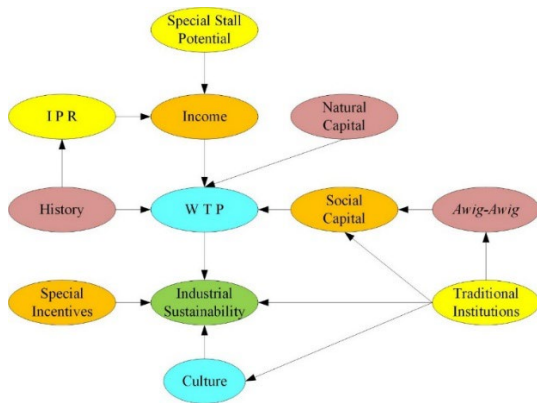 Special Stall
Potential
I P R
Income
Natural
Capital
History
W T P
Social
Capital
Awig-Awig
Special
Incentives
Industrial
Sustainability
Traditional
Institutions
Culture